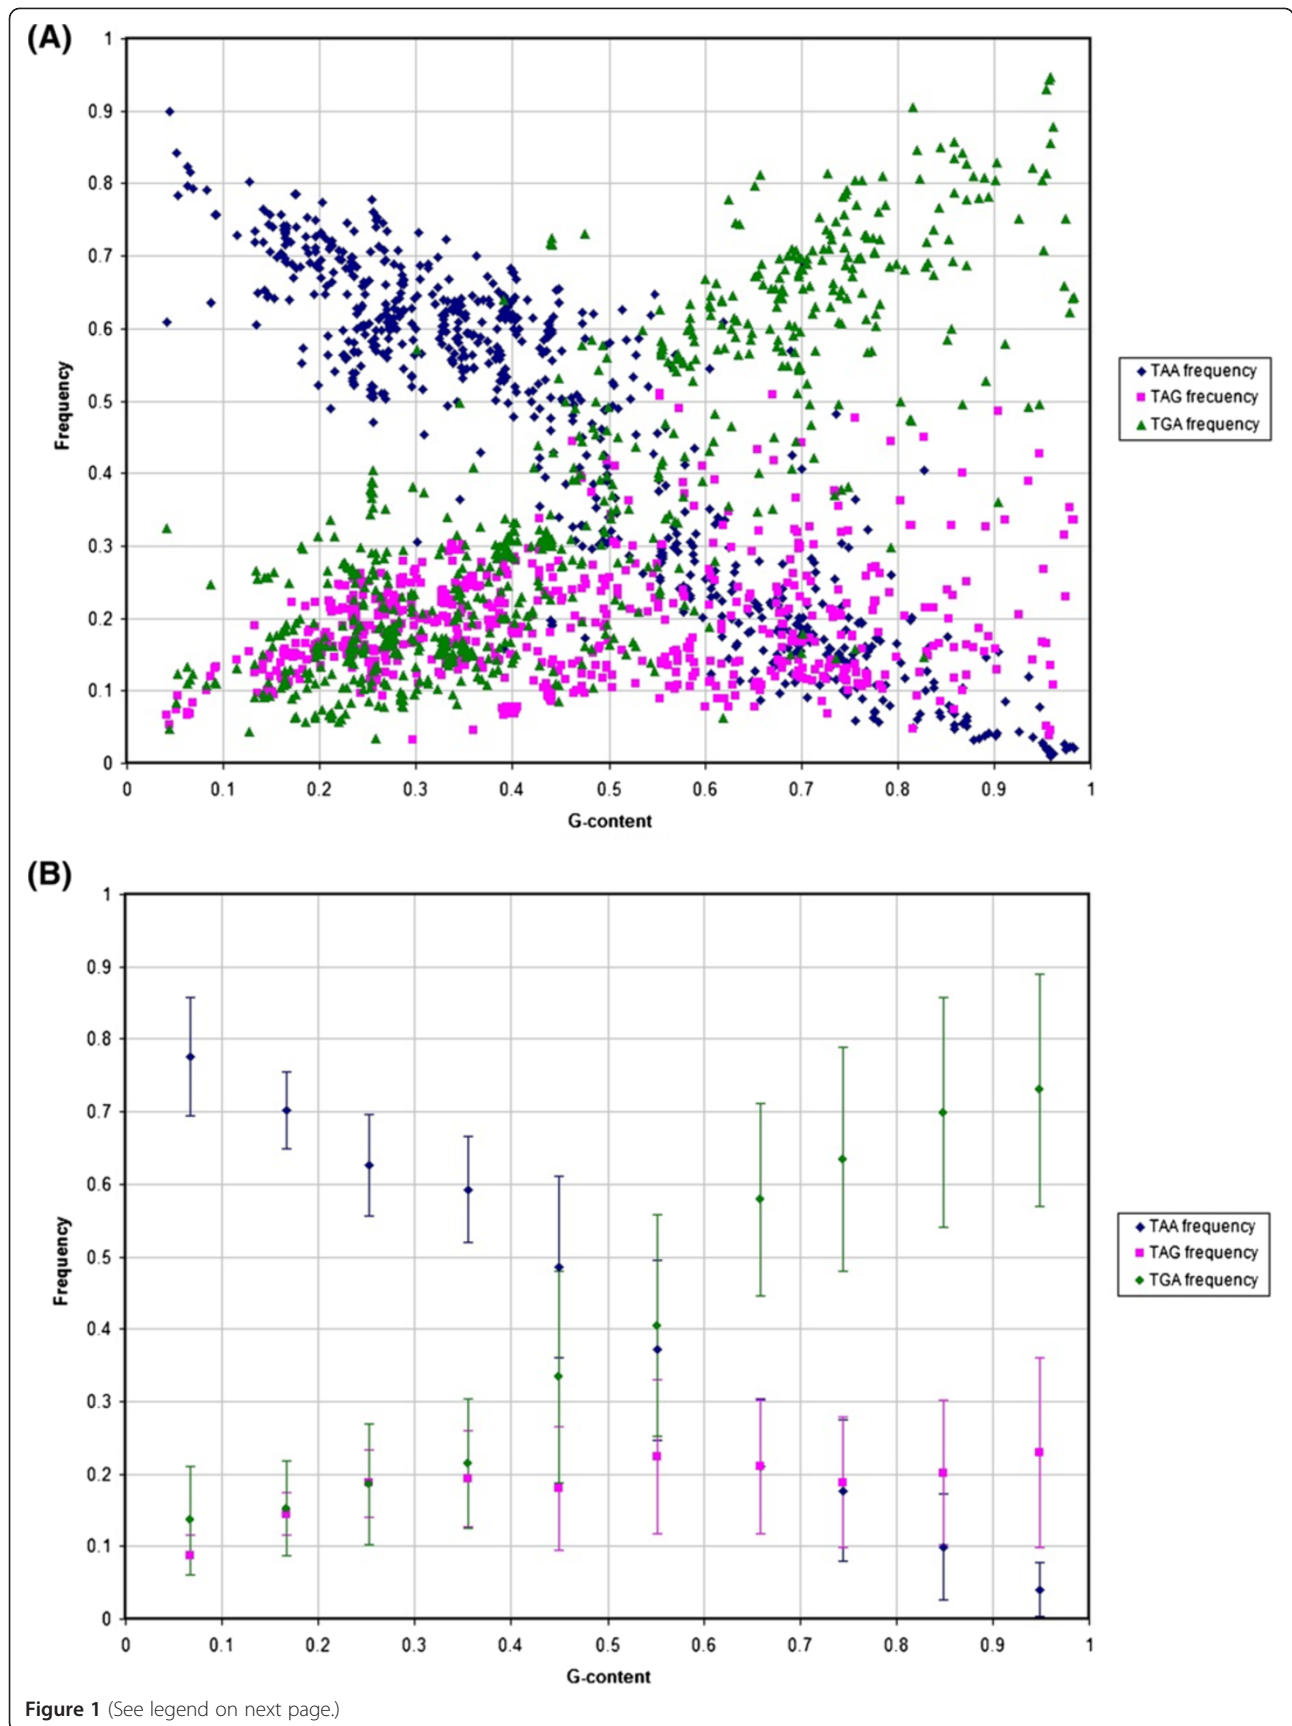 (A)
1
0.9
0.8
0.7
0.6
0.5
0.4
0.3
0.2
0.1
0
Frequency
0 0.1 0.2 0.3 0.4 0.5 0.6 0.7 0.8 0.9 1
G-content
TAA frequency
TAG frecuency
TGA frequency
(B)
1
0.9
0.8
0.7
0.6
0.5
0.4
0.3
0.2
0.1
0
Frequency
0 0.1 0.2 0.3 0.4 0.5 0.6 0.7 0.8 0.9 1
G-content
TAA frequency
TAG frequency
TGA frequency
Figure 1 (See legend on next page.)